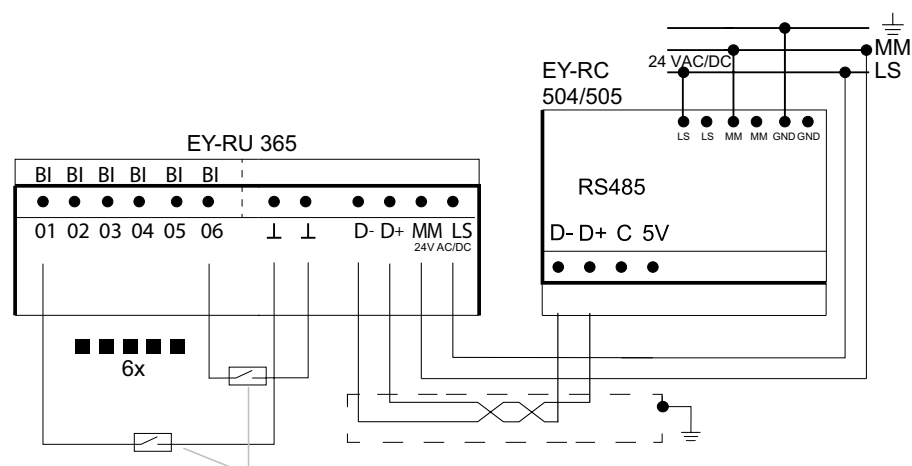 MM
24 VAC/DC
LS
EY-RC
504/505
LS LS MM MM GND GND
RS485
D- D+ C 5V
EY-RU 365
BI BI BI BI BI BI
01 02 03 04 05 06 ⊥ ⊥ D- D+ MM LS
24V AC/DC
6x